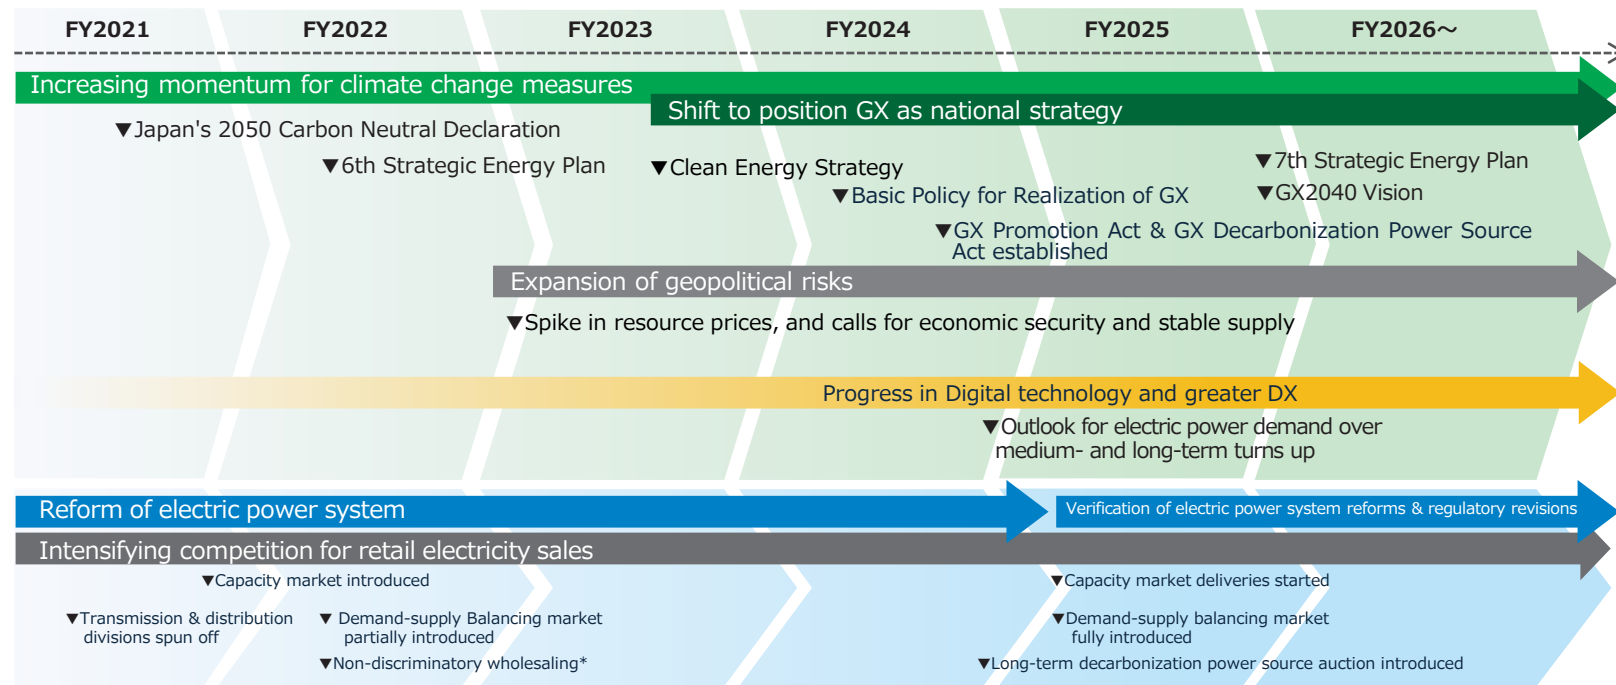 FY2021 FY2022 FY2023 FY2024 FY2025 FY2026～
Increasing momentum for climate change measures
Shift to position GX as national strategy
▼Japan's 2050 Carbon Neutral Declaration
▼6th Strategic Energy Plan
▼Clean Energy Strategy
▼7th Strategic Energy Plan
▼Basic Policy for Realization of GX
▼GX2040 Vision
▼GX Promotion Act & GX Decarbonization Power Source
Act established
Expansion of geopolitical risks
▼Spike in resource prices, and calls for economic security and stable supply
Progress in Digital technology and greater DX
▼Outlook for electric power demand over
medium- and long-term turns up
Reform of electric power system
Verification of electric power system reforms & regulatory revisions
Intensifying competition for retail electricity sales
▼Capacity market introduced
▼Capacity market deliveries started
▼Transmission & distribution
divisions spun off
▼ Demand-supply Balancing market
partially introduced
▼Demand-supply balancing market
fully introduced
▼Non-discriminatory wholesaling*
▼Long-term decarbonization power source auction introduced